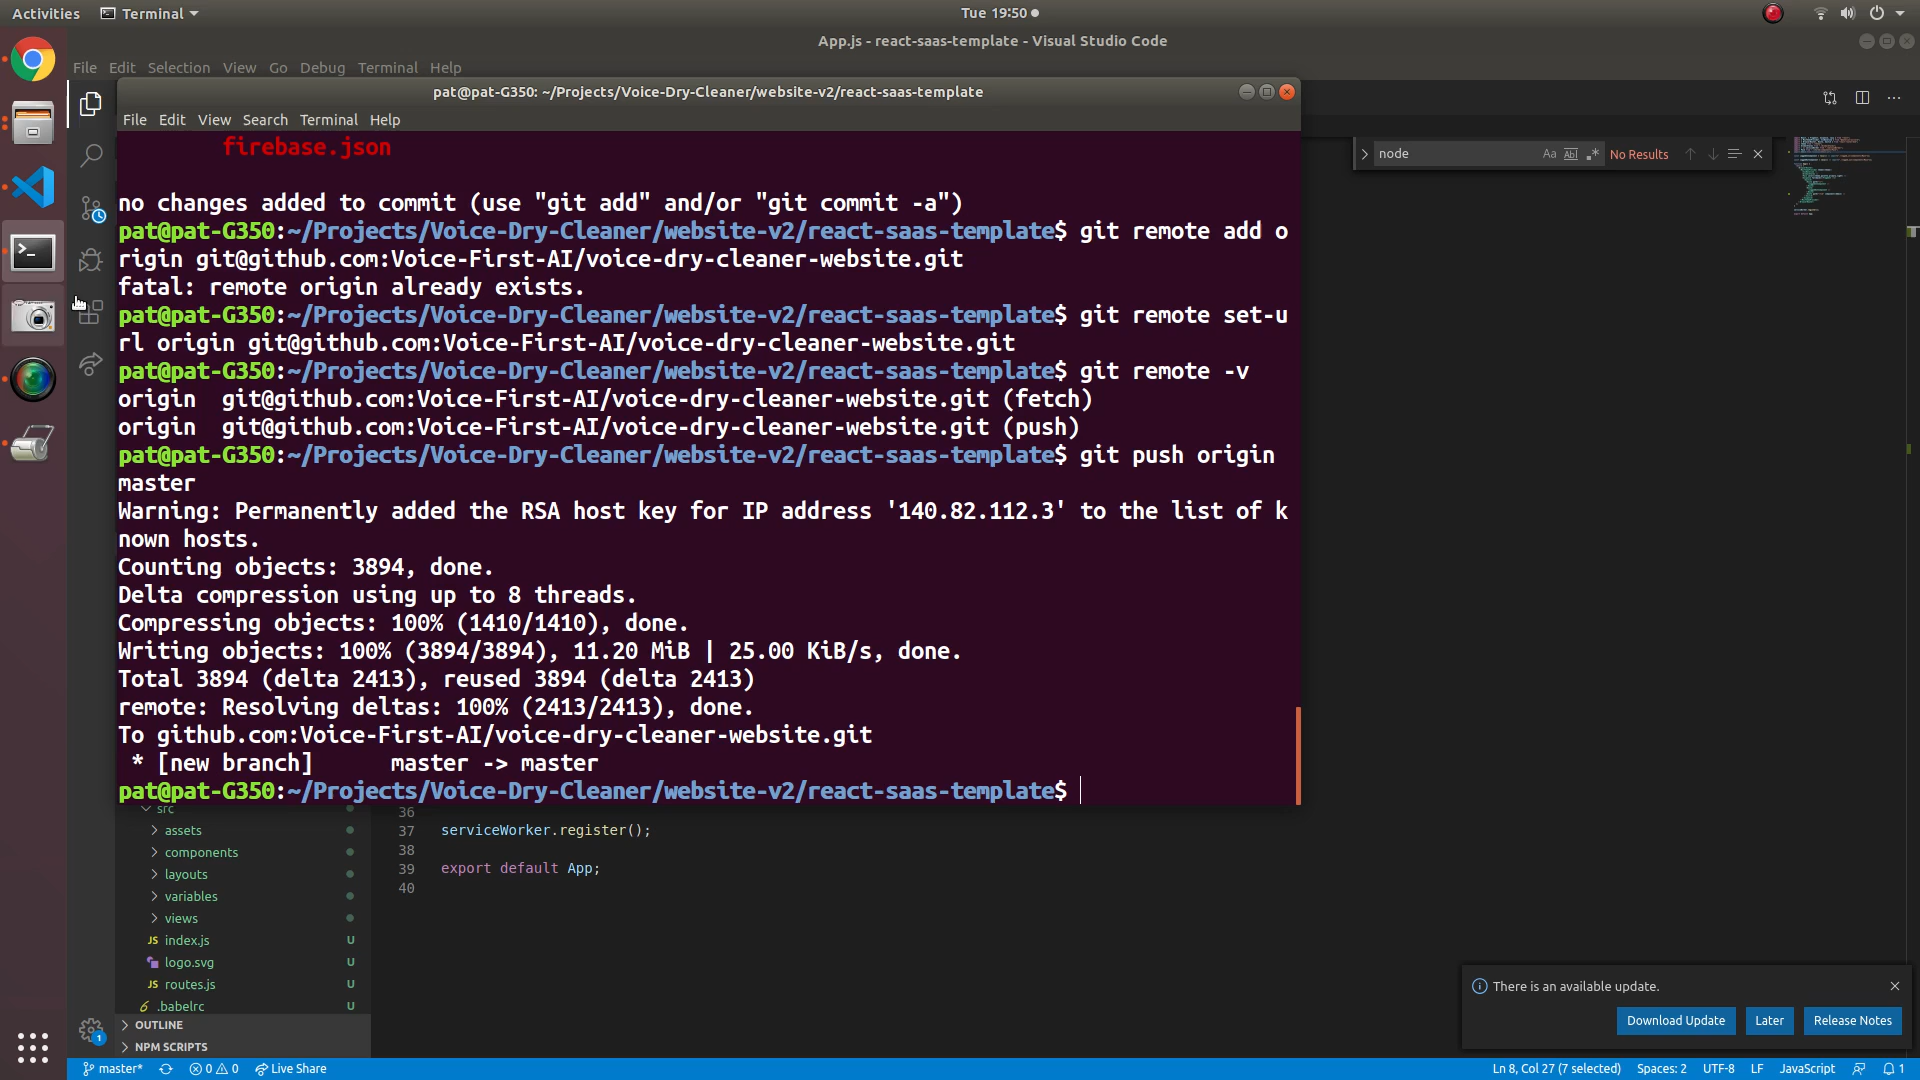 Activities Terminal Tue 19:50
App.js - react-saas-template - Visual Studio Code
File Edit Selection View Go Debug Terminal Help
pat@pat-G350: ~/Projects/Voice-Dry-Cleaner/website-v2/react-saas-template
File Edit View Search Terminal Help
firebase.json
no changes added to commit (use "git add" and/or "git commit -a")
pat@pat-G350:~/Projects/Voice-Dry-Cleaner/website-v2/react-saas-template$ git remote add o
rigin git@github.com:Voice-First-AI/voice-dry-cleaner-website.git
fatal: remote origin already exists.
pat@pat-G350:~/Projects/Voice-Dry-Cleaner/website-v2/react-saas-template$ git remote set-u
rl origin git@github.com:Voice-First-AI/voice-dry-cleaner-website.git
pat@pat-G350:~/Projects/Voice-Dry-Cleaner/website-v2/react-saas-template$ git remote -v
origin  git@github.com:Voice-First-AI/voice-dry-cleaner-website.git (fetch)
origin  git@github.com:Voice-First-AI/voice-dry-cleaner-website.git (push)
pat@pat-G350:~/Projects/Voice-Dry-Cleaner/website-v2/react-saas-template$ git push origin
master
Warning: Permanently added the RSA host key for IP address '140.82.112.3' to the list of k
nown hosts.
Counting objects: 3894, done.
Delta compression using up to 8 threads.
Compressing objects: 100% (1410/1410), done.
Writing objects: 100% (3894/3894), 11.20 MiB | 25.00 KiB/s, done.
Total 3894 (delta 2413), reused 3894 (delta 2413)
remote: Resolving deltas: 100% (2413/2413), done.
To github.com:Voice-First-AI/voice-dry-cleaner-website.git
 * [new branch]      master -> master
pat@pat-G350:~/Projects/Voice-Dry-Cleaner/website-v2/react-saas-template$
node Aa Abl .* No Results
src
assets
components
layouts
variables
views
JS index.js U
logo.svg U
JS routes.js U
.babelrc U
OUTLINE
NPM SCRIPTS
36
37 serviceWorker.register();
38
39 export default App;
40
There is an available update.
Download Update Later Release Notes
1
master* 0 0 Live Share Ln 8, Col 27 (7 selected) Spaces: 2 UTF-8 LF JavaScript 1